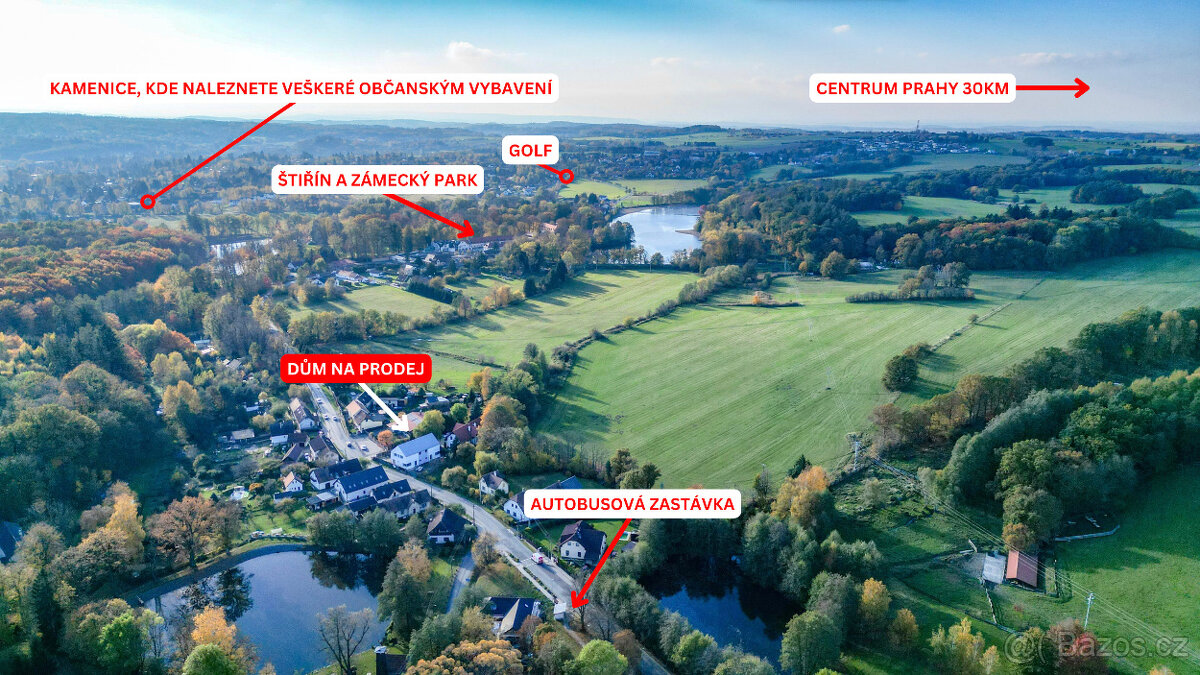 KAMENICE, KDE NALEZNETE VEŠKERÉ OBČANSKÝM VYBAVENÍ
CENTRUM PRAHY 30KM
GOLF
ŠTIŘÍN A ZÁMECKÝ PARK
DŮM NA PRODEJ
AUTOBUSOVÁ ZASTÁVKA
@Bazos.cz